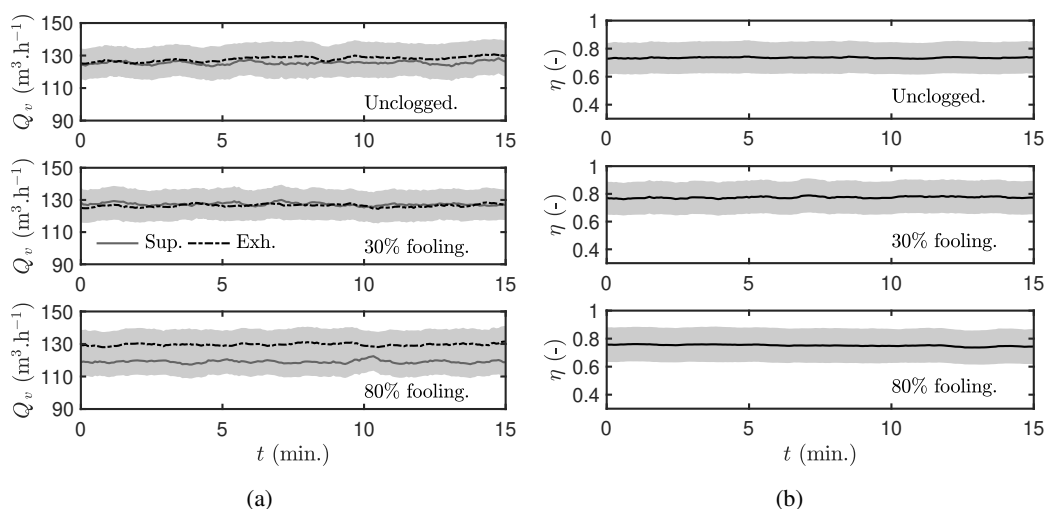 150
130
110
90
Q_v (m³.h⁻¹)
Unclogged.
0 5 10 15
150
130
110
90
Q_v (m³.h⁻¹)
Sup. Exh.
30% fooling.
0 5 10 15
150
130
110
90
Q_v (m³.h⁻¹)
80% fooling.
0 5 10 15
t (min.)
(a)
1
0.8
0.6
0.4
η (-)
Unclogged.
0 5 10 15
1
0.8
0.6
0.4
η (-)
30% fooling.
0 5 10 15
1
0.8
0.6
0.4
η (-)
80% fooling.
0 5 10 15
t (min.)
(b)